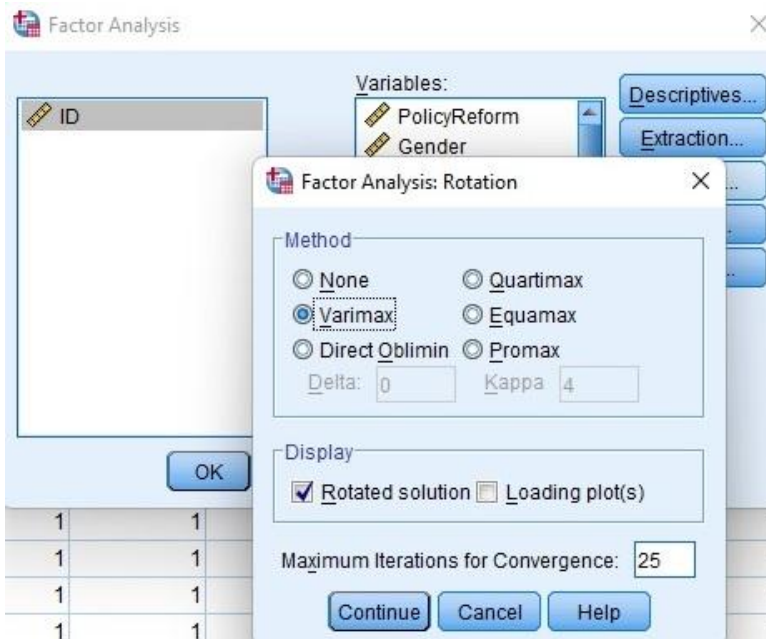 Factor Analysis
Variables:
ID
PolicyReform
Gender
Descriptives...
Extraction...
...
.
..
Factor Analysis: Rotation
Method
None
Quartimax
Varimax
Equamax
Direct Oblimin
Promax
Delta: 0
Kappa 4
Display
Rotated solution
Loading plot(s)
Maximum Iterations for Convergence: 25
Continue
Cancel
Help
OK
1 1
1 1
1 1
1 1